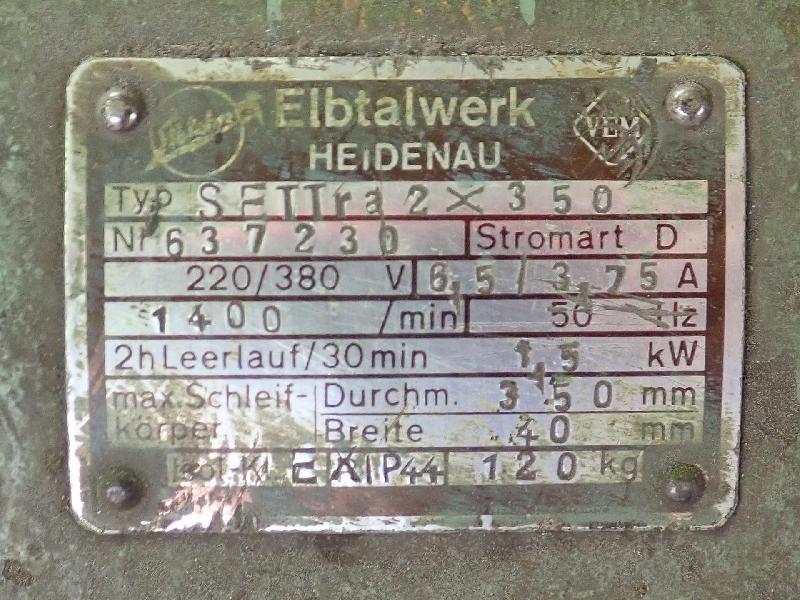 Elbtalwerk
VEM
HEIDENAU
Typ SETTra 2 X 350
Nr 637230 Stromart D
220/380 V 6,5/3,75 A
1400 /min 50 Hz
2h Leerlauf/30min 1,5 kW
max. Schleif- Durchm. 350 mm
körper Breite 40 mm
Isol-Kl E IP44 120 kg